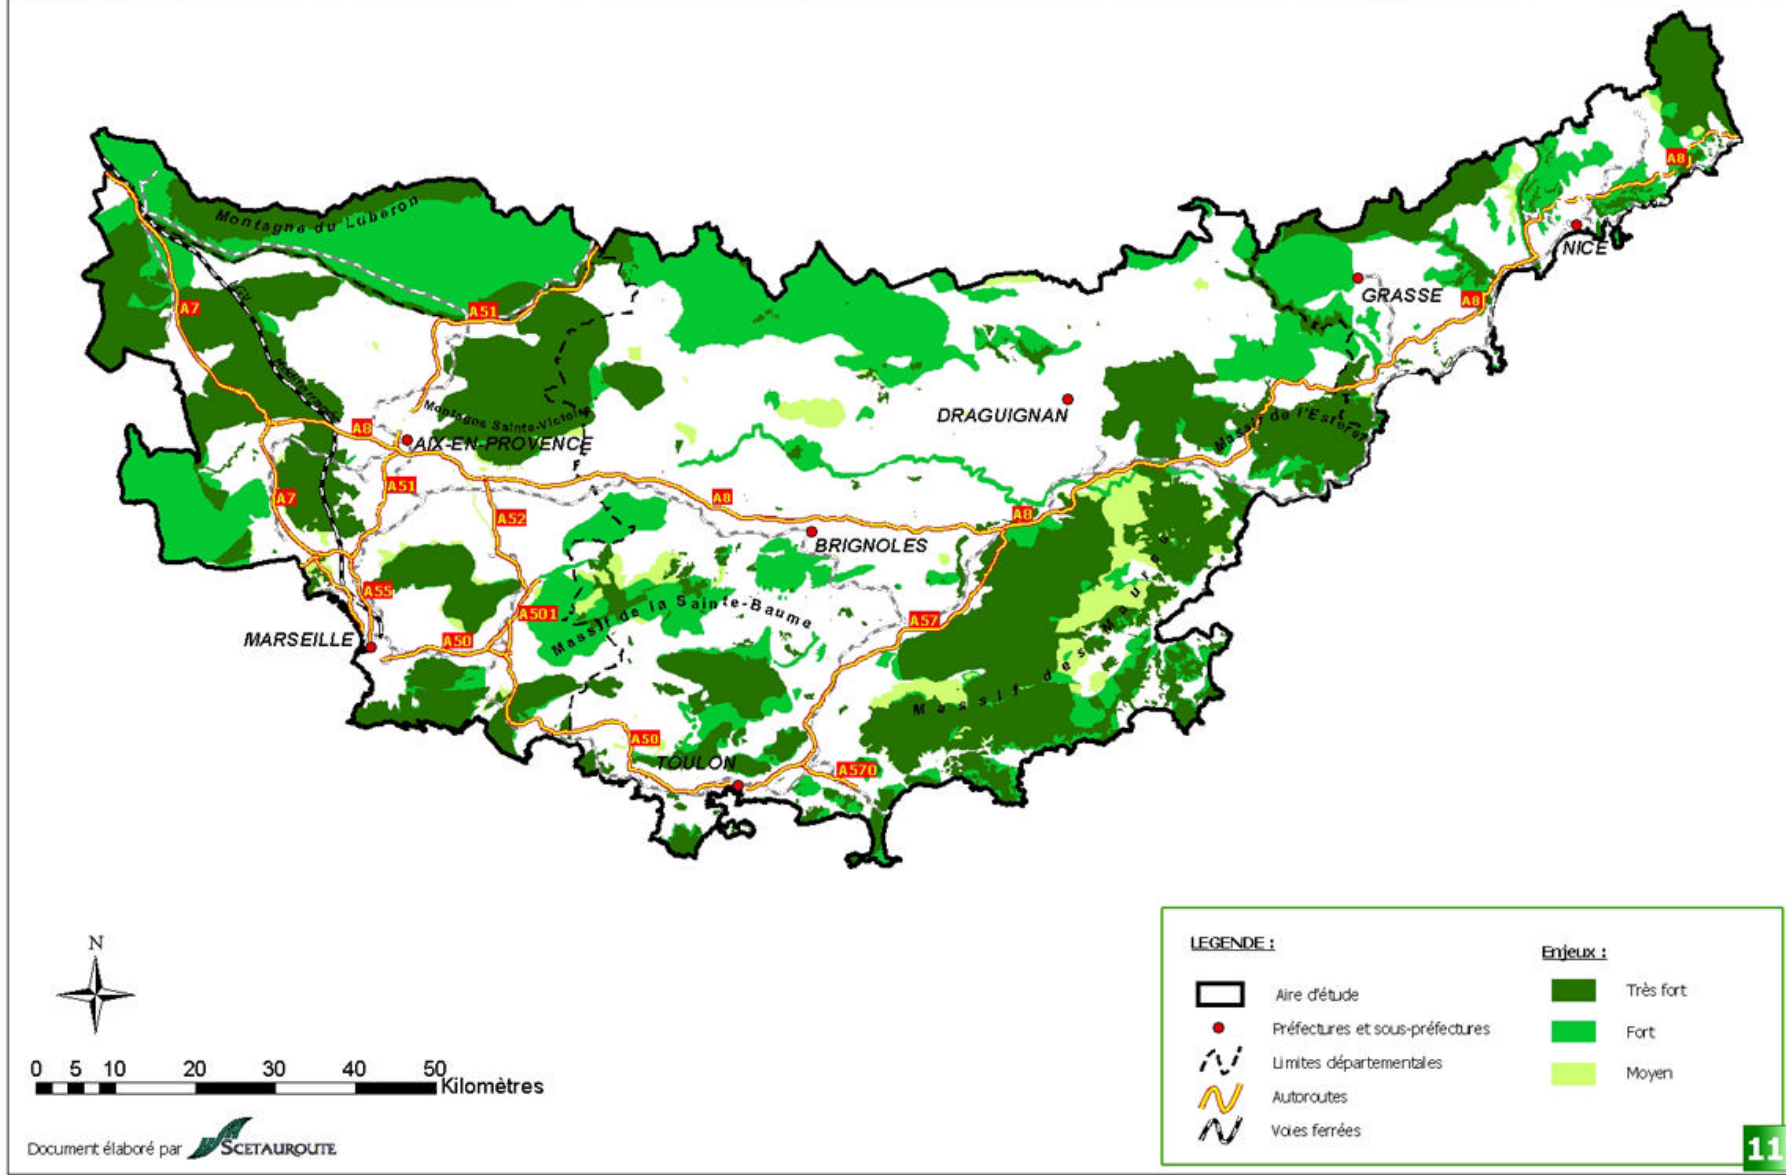 Montagne du Lubéron
A8
NICE
GRASSE
A8
A7
A51
Montagne Sainte-Victoire
DRAGUIGNAN
Massif de l'Esterel
A8
AIX-EN-PROVENCE
A7
A51
A8
A52
A8
BRIGNOLES
A55
A501
Massif de la Sainte-Baume
A57
MARSEILLE
A50
Massif des Maures
A50
TOULON
A570
N
0 5 10 20 30 40 50
Kilomètres
Document élaboré par SCETAUROUTE
LEGENDE :
Aire d'étude
Préfectures et sous-préfectures
Limites départementales
Autoroutes
Voies ferrées
Enjeux :
Très fort
Fort
Moyen
11